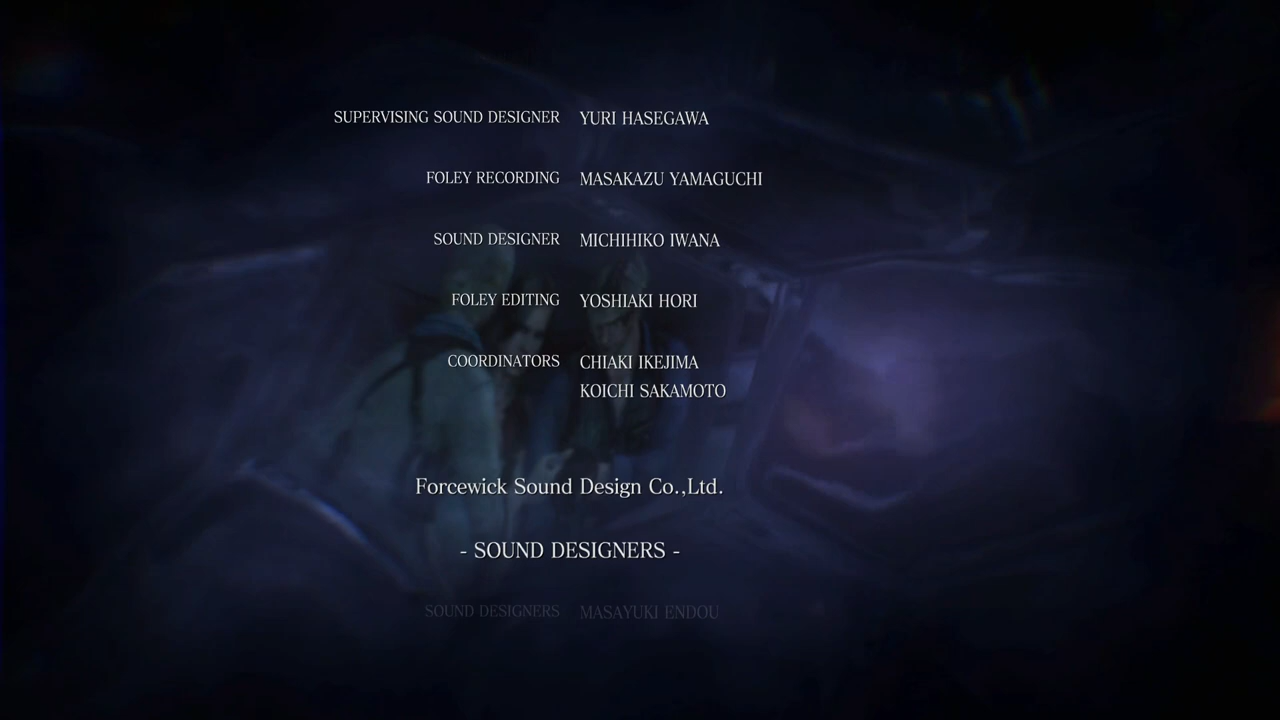 SUPERVISING SOUND DESIGNER YURI HASEGAWA
FOLEY RECORDING MASAKAZU YAMAGUCHI
SOUND DESIGNER MICHIHIKO IWANA
FOLEY EDITING YOSHIAKI HORI
COORDINATORS CHIAKI IKEJIMA
KOICHI SAKAMOTO
Forcewick Sound Design Co.,Ltd.
- SOUND DESIGNERS -
SOUND DESIGNERS MASAYUKI ENDOU